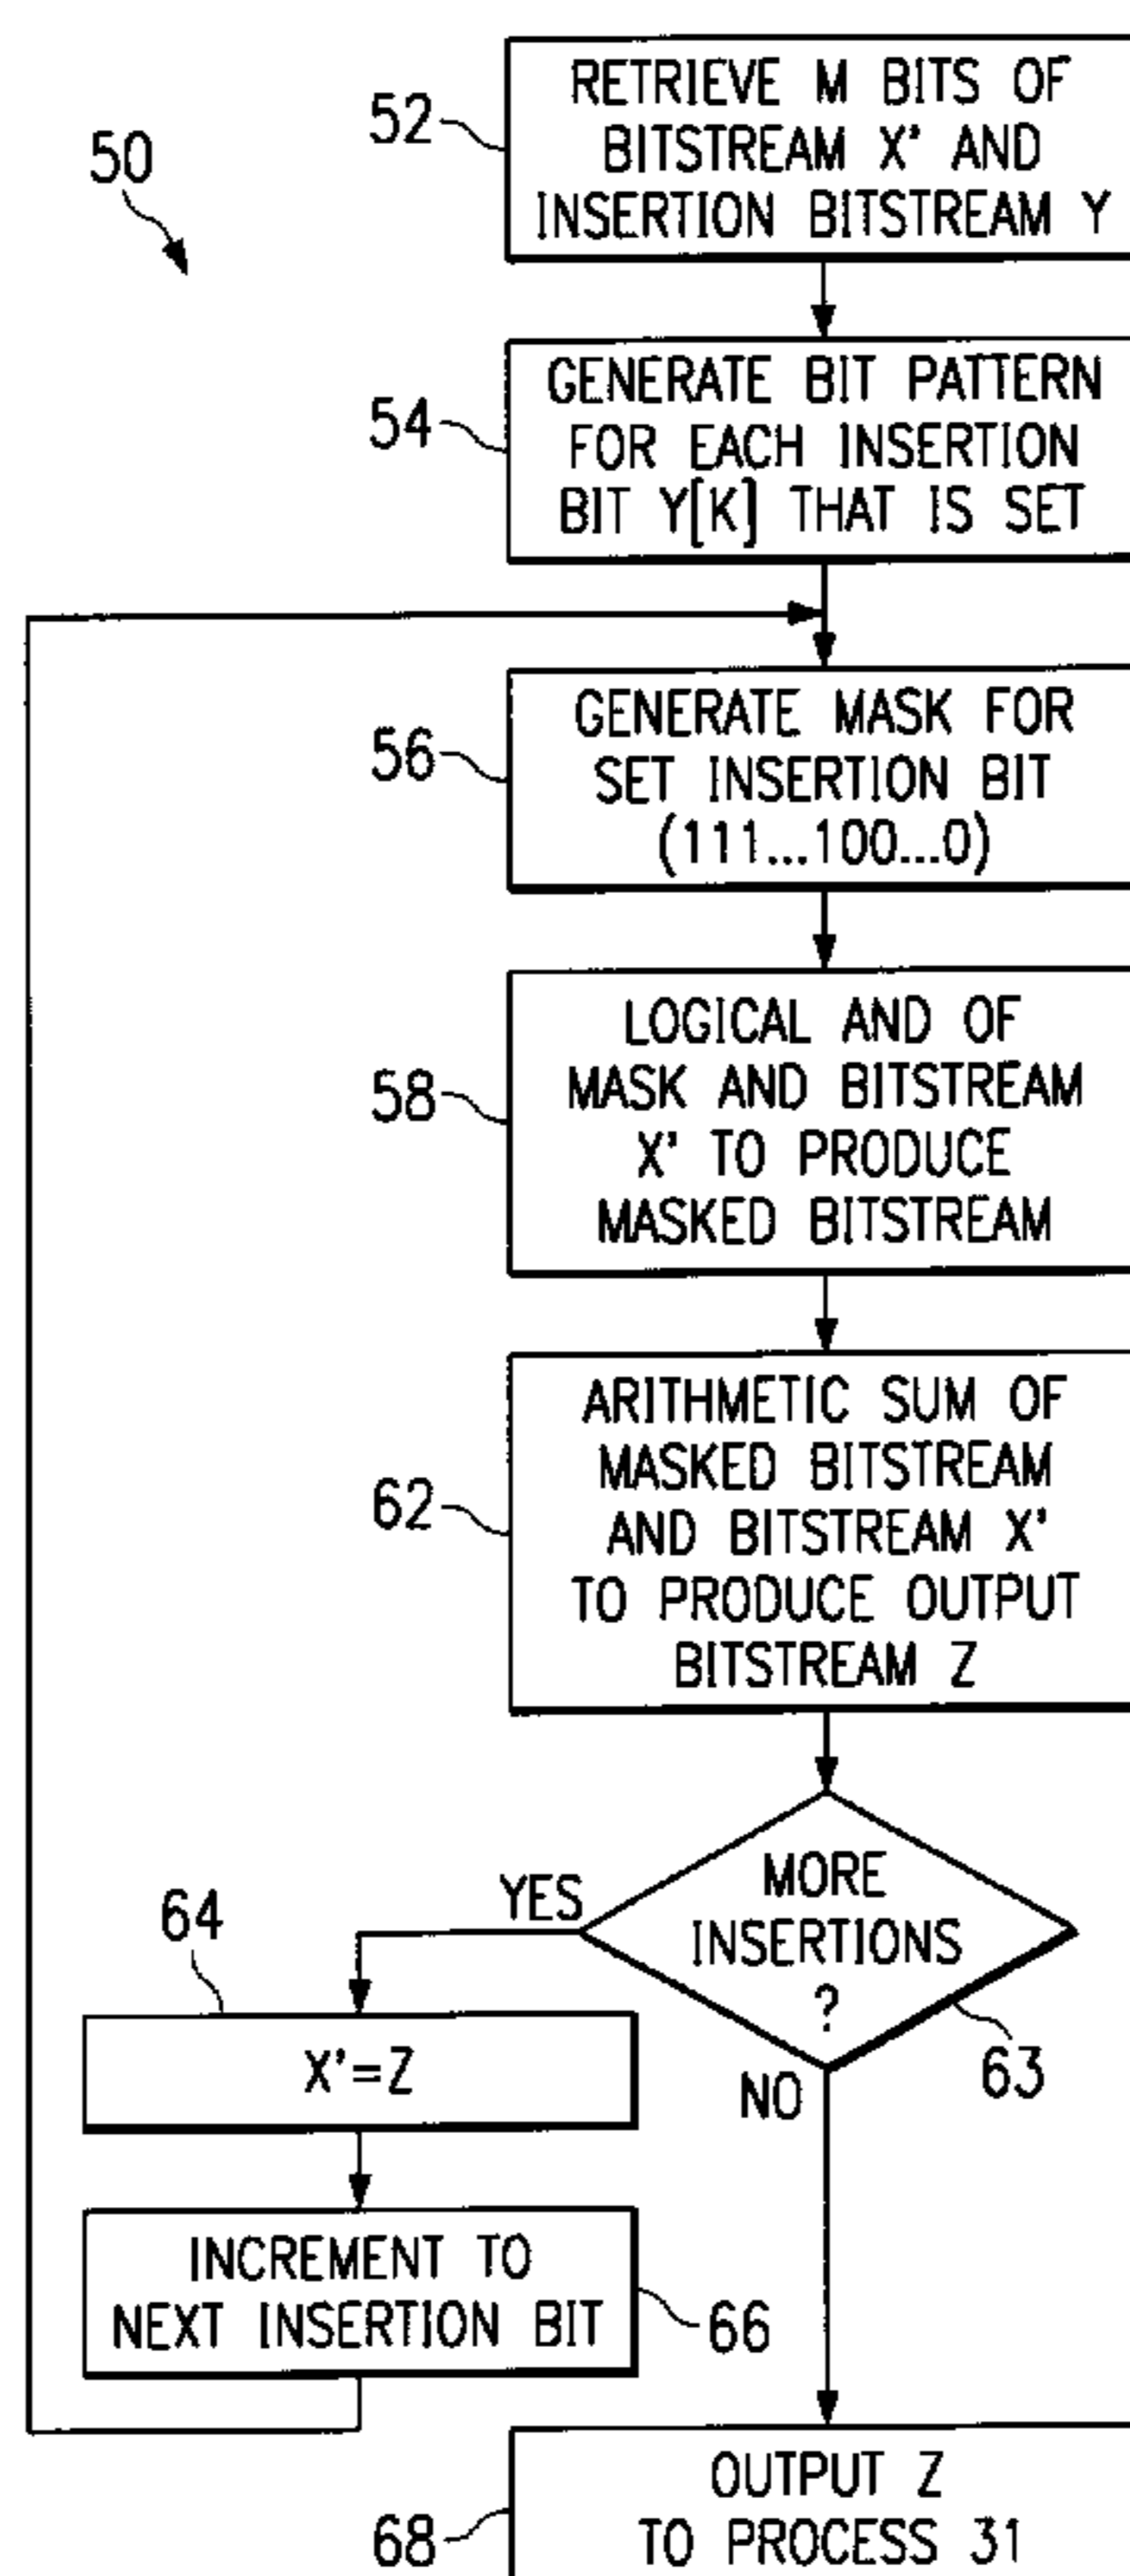 50
52
RETRIEVE M BITS OF
BITSTREAM X' AND
INSERTION BITSTREAM Y
54
GENERATE BIT PATTERN
FOR EACH INSERTION
BIT Y[K] THAT IS SET
56
GENERATE MASK FOR
SET INSERTION BIT
(111...100...0)
58
LOGICAL AND OF
MASK AND BITSTREAM
X' TO PRODUCE
MASKED BITSTREAM
62
ARITHMETIC SUM OF
MASKED BITSTREAM
AND BITSTREAM X'
TO PRODUCE OUTPUT
BITSTREAM Z
MORE
INSERTIONS
?
63
YES
NO
64
X'=Z
INCREMENT TO
NEXT INSERTION BIT
66
68
OUTPUT Z
TO PROCESS 31